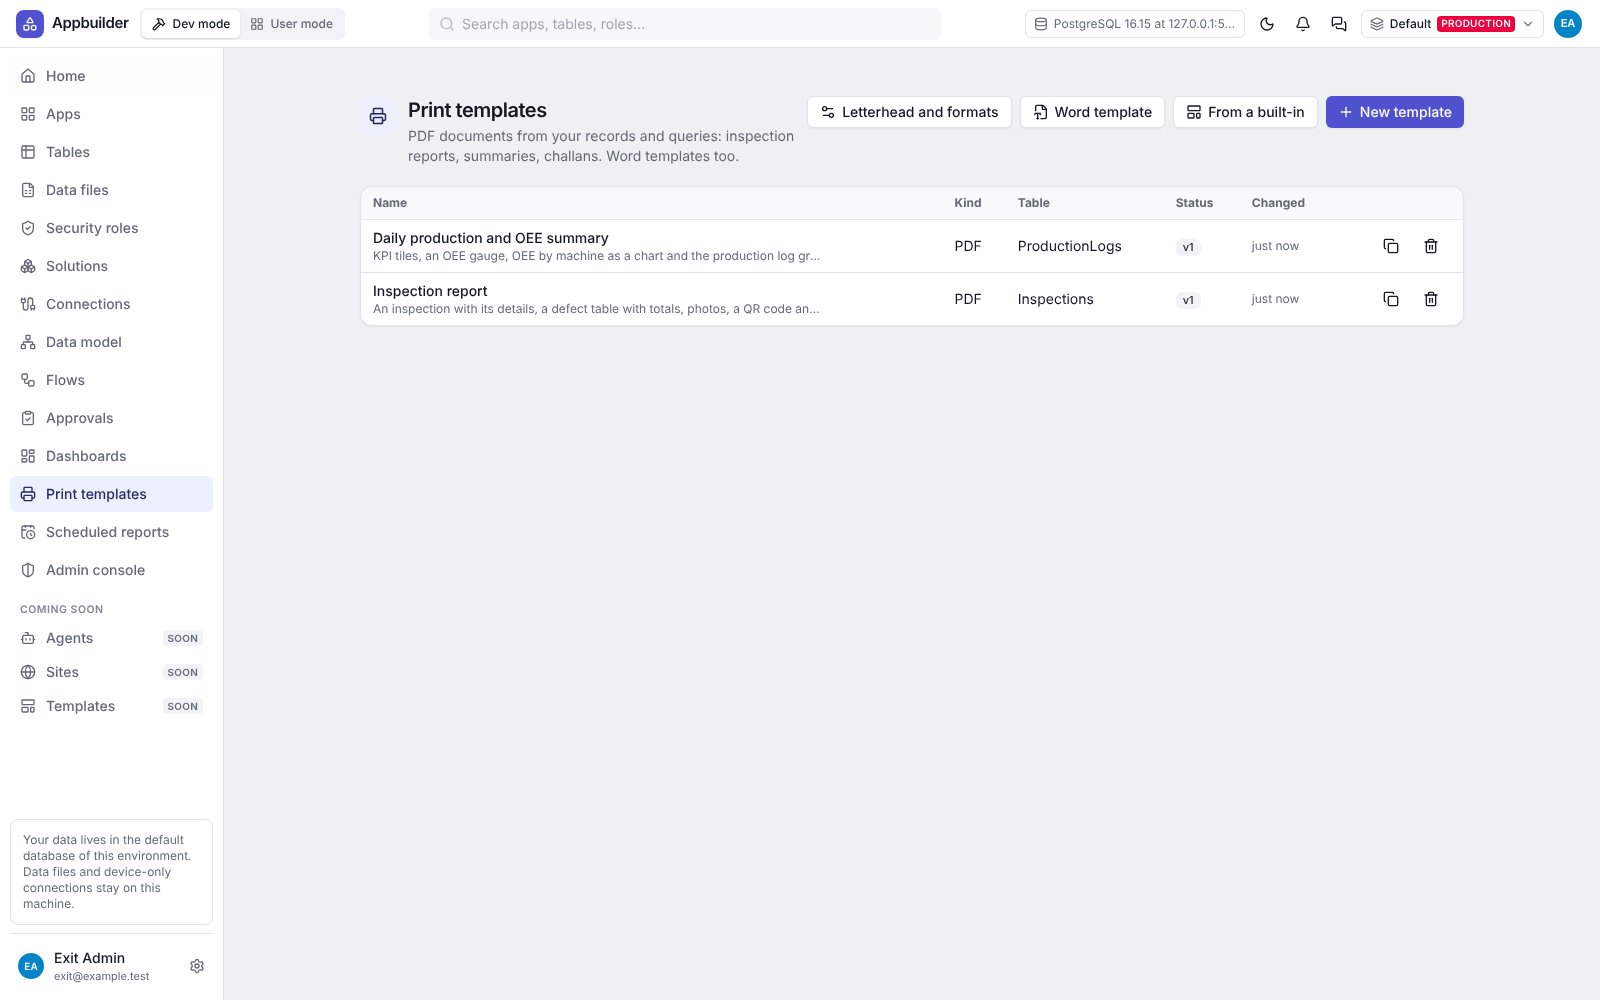 Appbuilder
Dev mode
User mode
Search apps, tables, roles...
PostgreSQL 16.15 at 127.0.0.1:5...
Default
PRODUCTION
EA
Home
Apps
Tables
Data files
Security roles
Solutions
Connections
Data model
Flows
Approvals
Dashboards
Print templates
Scheduled reports
Admin console
COMING SOON
Agents SOON
Sites SOON
Templates SOON
Your data lives in the default
database of this environment.
Data files and device-only
connections stay on this
machine.
EA
Exit Admin
exit@example.test
Print templates
PDF documents from your records and queries: inspection
reports, summaries, challans. Word templates too.
Letterhead and formats
Word template
From a built-in
New template
Name Kind Table Status Changed
Daily production and OEE summary
KPI tiles, an OEE gauge, OEE by machine as a chart and the production log gr...
PDF ProductionLogs v1 just now
Inspection report
An inspection with its details, a defect table with totals, photos, a QR code an...
PDF Inspections v1 just now